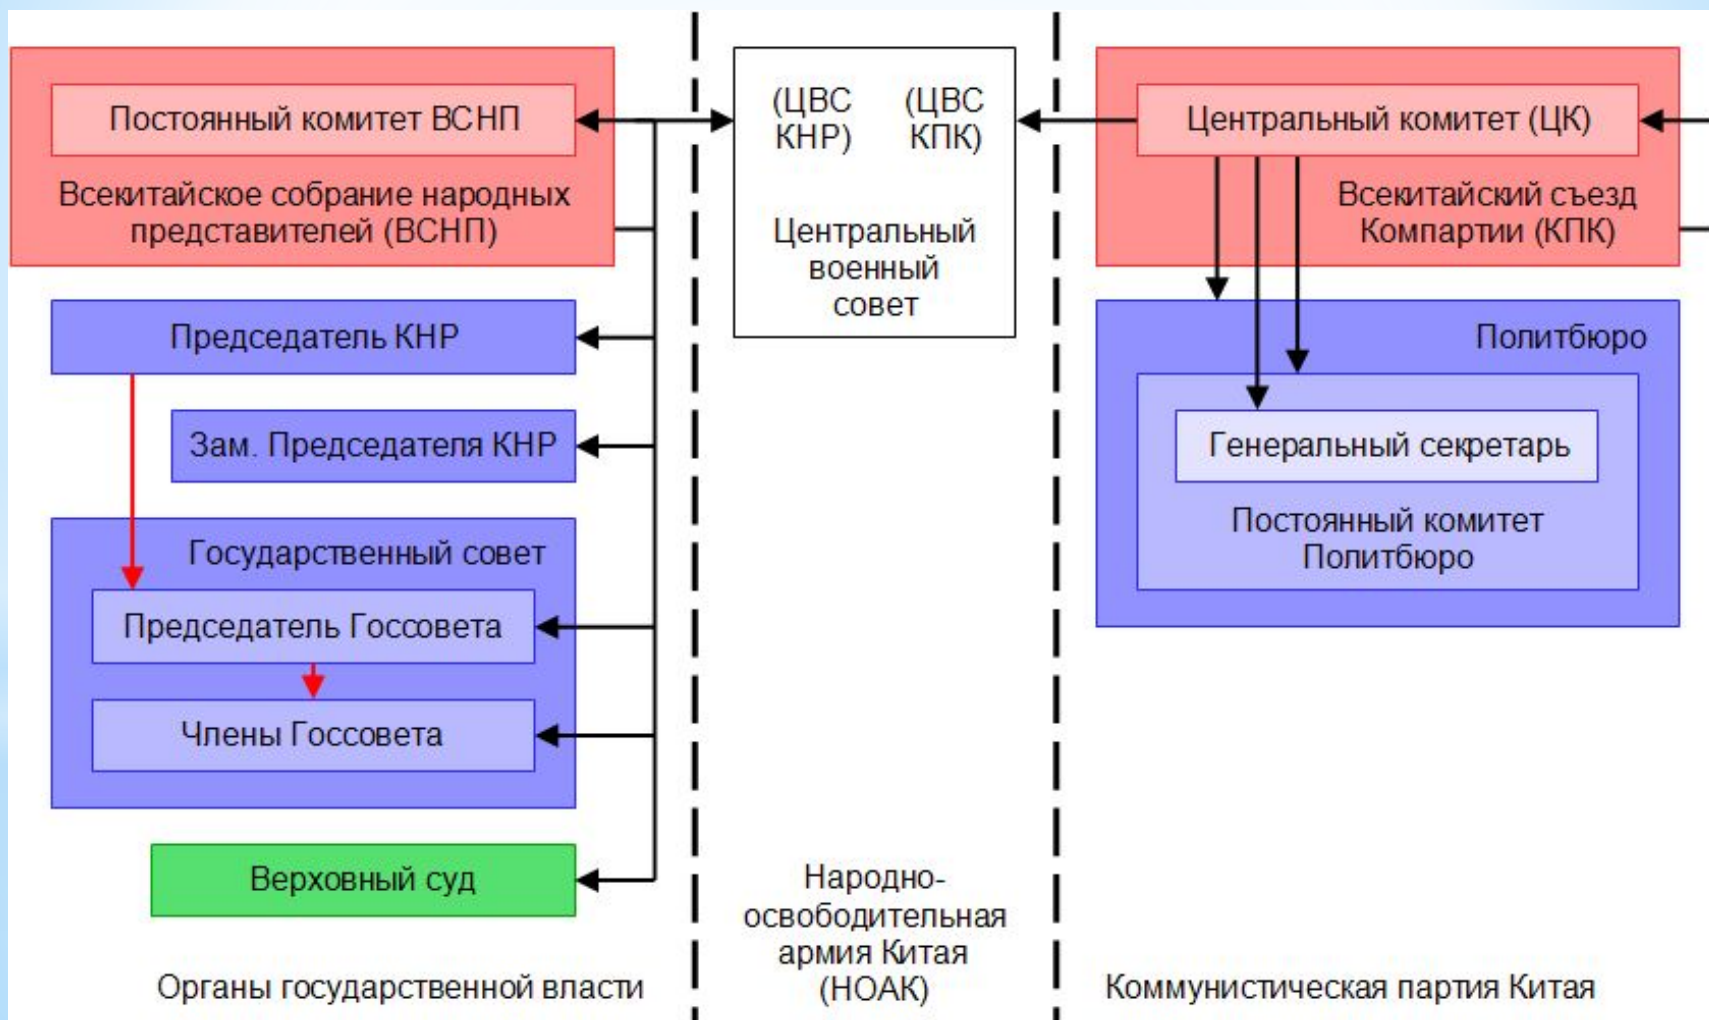 Постоянный комитет ВСНП
Всекитайское собрание народных
представителей (ВСНП)
Председатель КНР
Зам. Председателя КНР
Государственный совет
Председатель Госсовета
Члены Госсовета
Верховный суд
Органы государственной власти
(ЦВС
КНР)
(ЦВС
КПК)
Центральный
военный
совет
Народно-
освободительная
армия Китая
(НОАК)
Центральный комитет (ЦК)
Всекитайский съезд
Компартии (КПК)
Политбюро
Генеральный секретарь
Постоянный комитет
Политбюро
Коммунистическая партия Китая